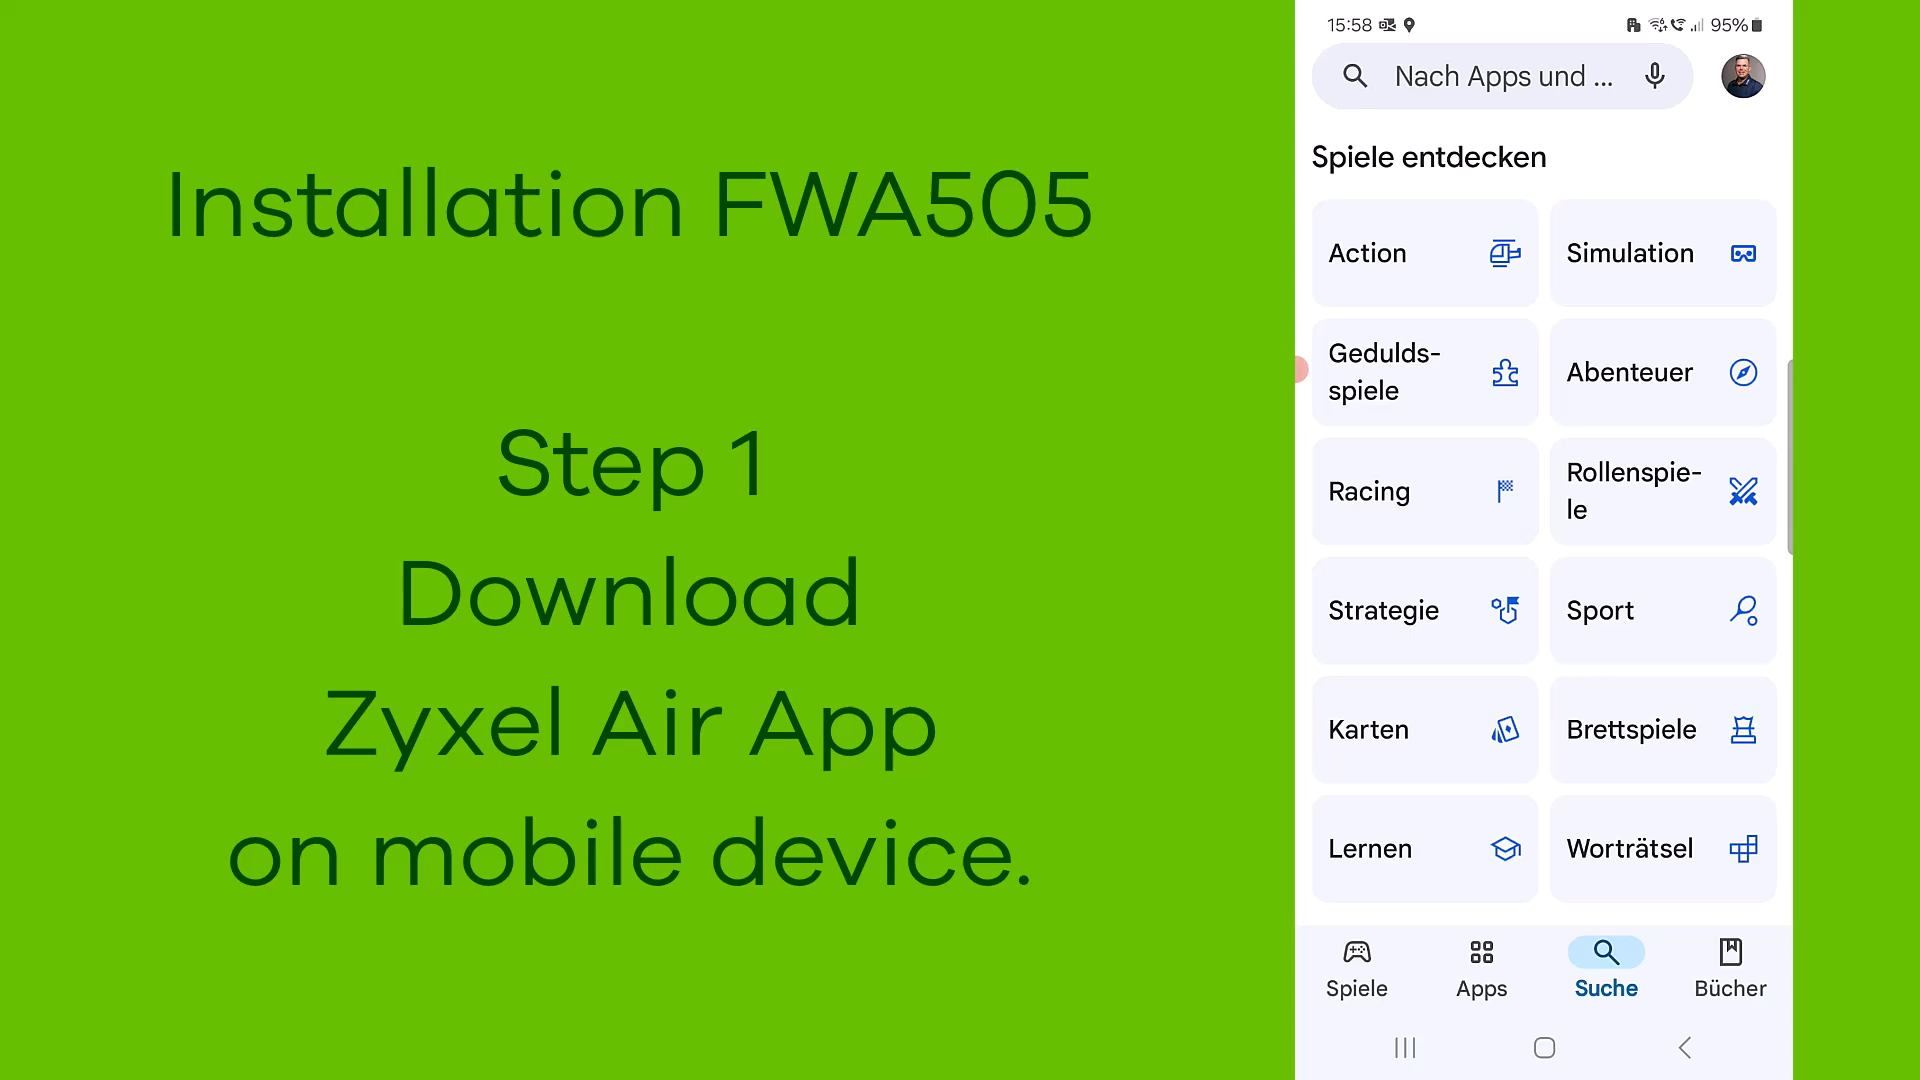 Installation FWA505
Step 1
Download
Zyxel Air App
on mobile device.
15:58
95%
Nach Apps und ...
Spiele entdecken
Action
Simulation
Gedulds-
spiele
Abenteuer
Racing
Rollenspie-
le
Strategie
Sport
Karten
Brettspiele
Lernen
Worträtsel
Spiele
Apps
Suche
Bücher